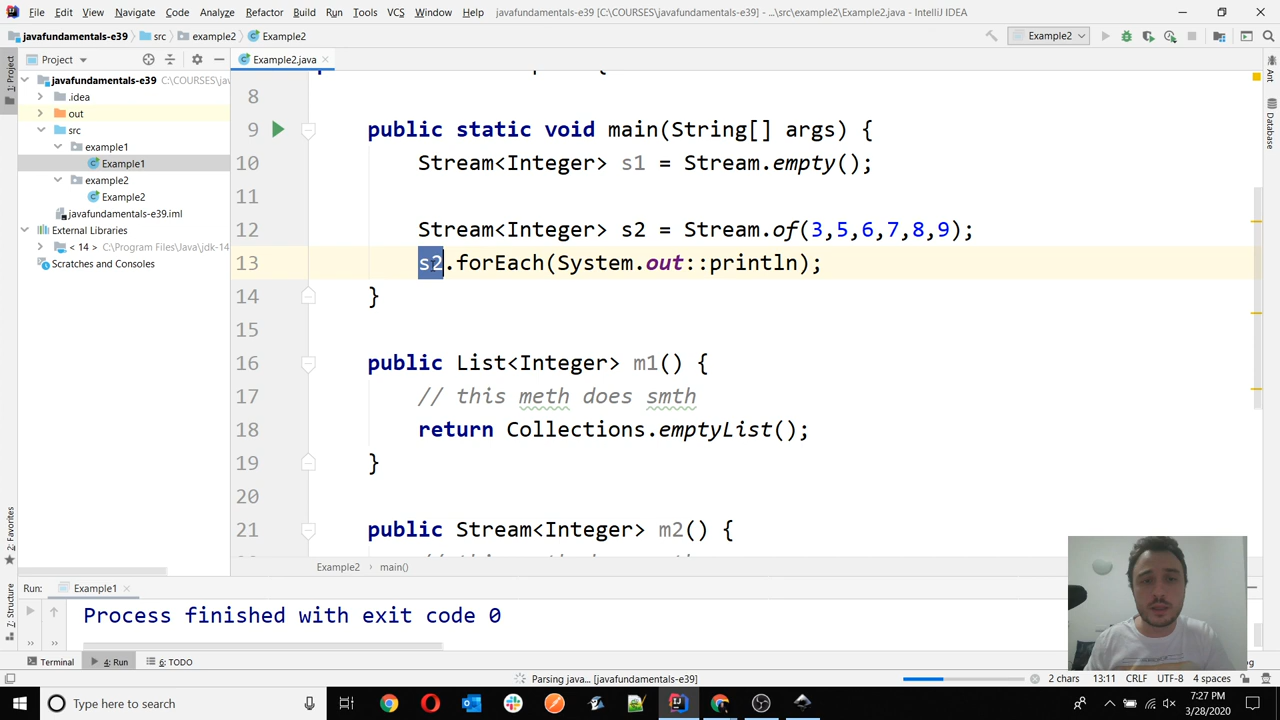 File Edit View Navigate Code Analyze Refactor Build Run Tools VCS Window Help javafundamentals-e39 [C:\COURSES\javafundamentals-e39] - ...\src\example2\Example2.java - IntelliJ IDEA
javafundamentals-e39 src example2 Example2 Example2
1: Project
Project
Example2.java
Ant
Database
javafundamentals-e39 C:\COURSES\jav
.idea
out
src
example1
Example1
example2
Example2
javafundamentals-e39.iml
External Libraries
< 14 > C:\Program Files\Java\jdk-14
Scratches and Consoles
8
9 public static void main(String[] args) {
10 Stream<Integer> s1 = Stream.empty();
11
12 Stream<Integer> s2 = Stream.of(3,5,6,7,8,9);
13 s2.forEach(System.out::println);
14 }
15
16 public List<Integer> m1() {
17 // this meth does smth
18 return Collections.emptyList();
19 }
20
21 public Stream<Integer> m2() {
Example2 main()
2: Favorites
7: Structure
Run: Example1
Process finished with exit code 0
Terminal 4: Run 6: TODO
Parsing java... [javafundamentals-e39] 2 chars 13:11 CRLF UTF-8 4 spaces
Type here to search
7:27 PM
3/28/2020